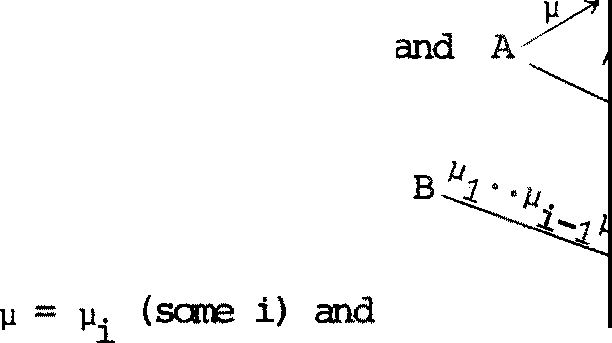 μ
and A
B μ₁··μᵢ₋₁
μ = μᵢ (some i) and